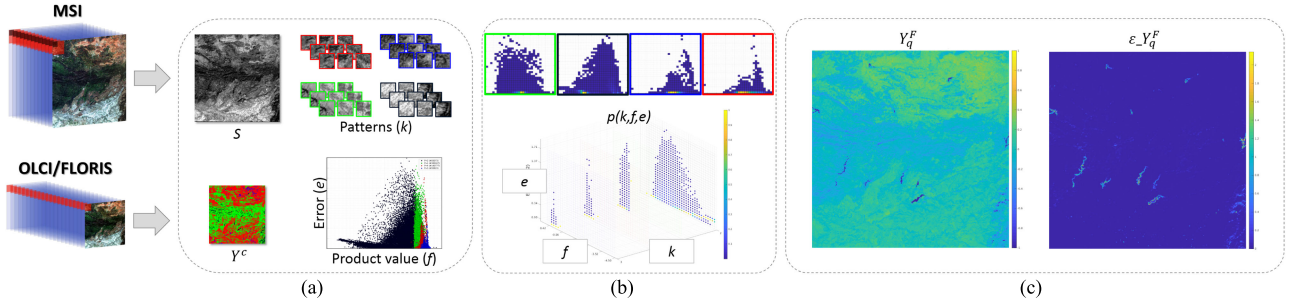 MSI
S
Patterns (k)
OLCI/FLORIS
Y^c
Error (e)
Product value (f)
(a)
p(k,f,e)
e
f
k
(b)
Y_q^F
ε_Y_q^F
(c)